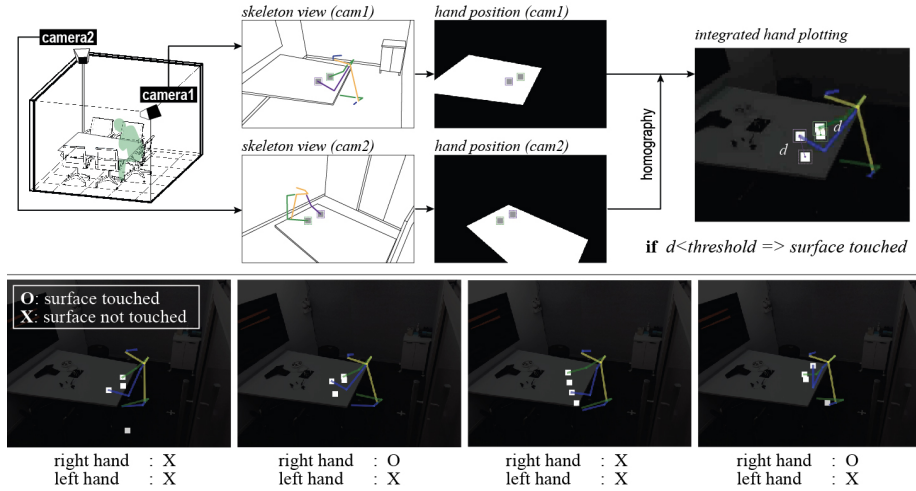 camera2
camera1
skeleton view (cam1)
hand position (cam1)
integrated hand plotting
d
d
skeleton view (cam2)
hand position (cam2)
homography
if d<threshold => surface touched
O: surface touched
X: surface not touched
right hand : X
left hand : X
right hand : O
left hand : X
right hand : X
left hand : X
right hand : O
left hand : X